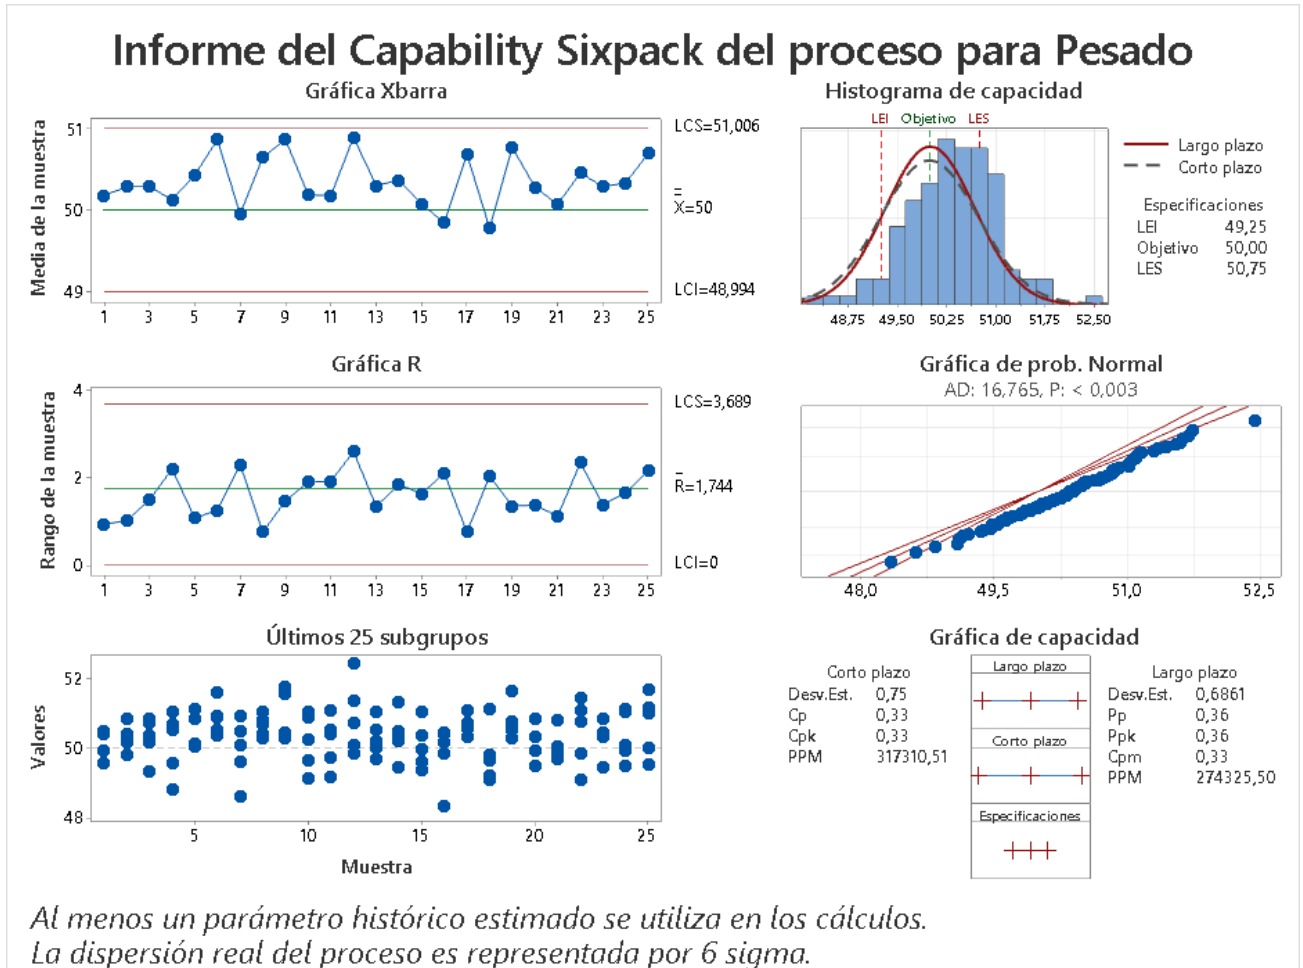 Informe del Capability Sixpack del proceso para Pesado
Gráfica Xbarra
Media de la muestra
51
50
49
1 3 5 7 9 11 13 15 17 19 21 23 25
LCS=51,006
X̿=50
LCI=48,994
Gráfica R
Rango de la muestra
4
2
0
1 3 5 7 9 11 13 15 17 19 21 23 25
LCS=3,689
R̄=1,744
LCI=0
Últimos 25 subgrupos
Valores
52
50
48
5 10 15 20 25
Muestra
Histograma de capacidad
LEI Objetivo LES
48,75 49,50 50,25 51,00 51,75 52,50
Largo plazo
Corto plazo
Especificaciones
LEI 49,25
Objetivo 50,00
LES 50,75
Gráfica de prob. Normal
AD: 16,765, P: < 0,003
48,0 49,5 51,0 52,5
Gráfica de capacidad
Corto plazo
Desv.Est. 0,75
Cp 0,33
Cpk 0,33
PPM 317310,51
Largo plazo
Corto plazo
Especificaciones
Largo plazo
Desv.Est. 0,6861
Pp 0,36
Ppk 0,36
Cpm 0,33
PPM 274325,50
Al menos un parámetro histórico estimado se utiliza en los cálculos.
La dispersión real del proceso es representada por 6 sigma.